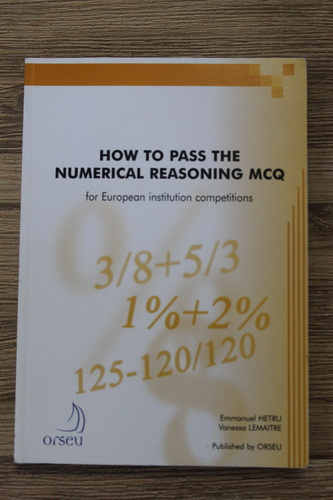 HOW TO PASS THE
NUMERICAL REASONING MCQ
for European institution competitions
3/8+5/3
1%+2%
125-120/120
Emmanuel HETRU
Vanessa LEMAITRE
Published by ORSEU
orseu